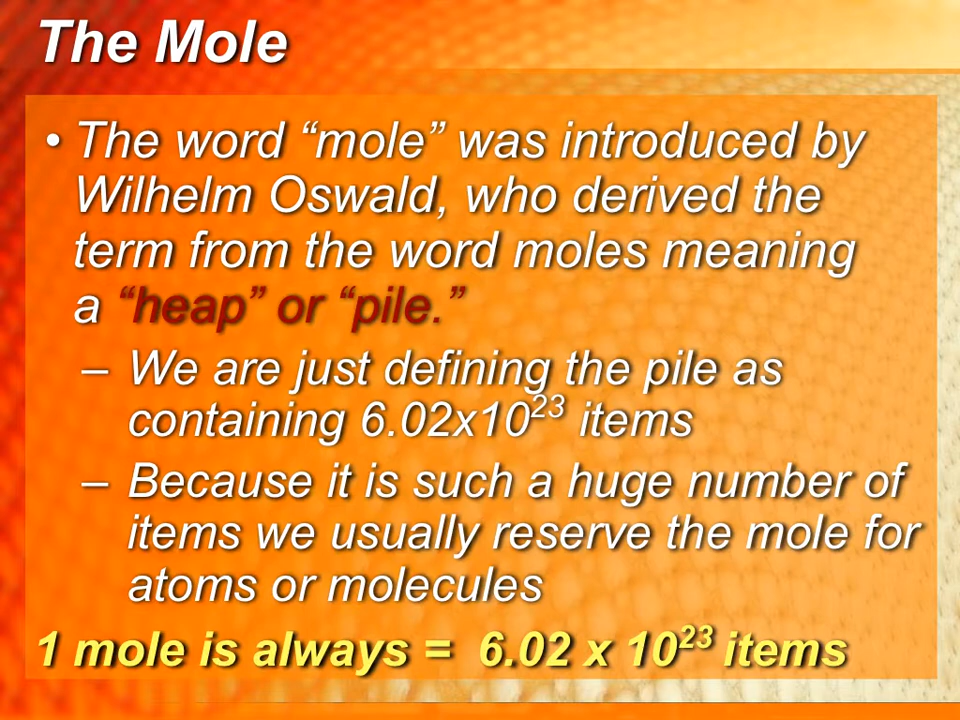 The Mole
• The word “mole” was introduced by
Wilhelm Oswald, who derived the
term from the word moles meaning
a “heap” or “pile.”
– We are just defining the pile as
containing 6.02x10²³ items
– Because it is such a huge number of
items we usually reserve the mole for
atoms or molecules
1 mole is always = 6.02 x 10²³ items